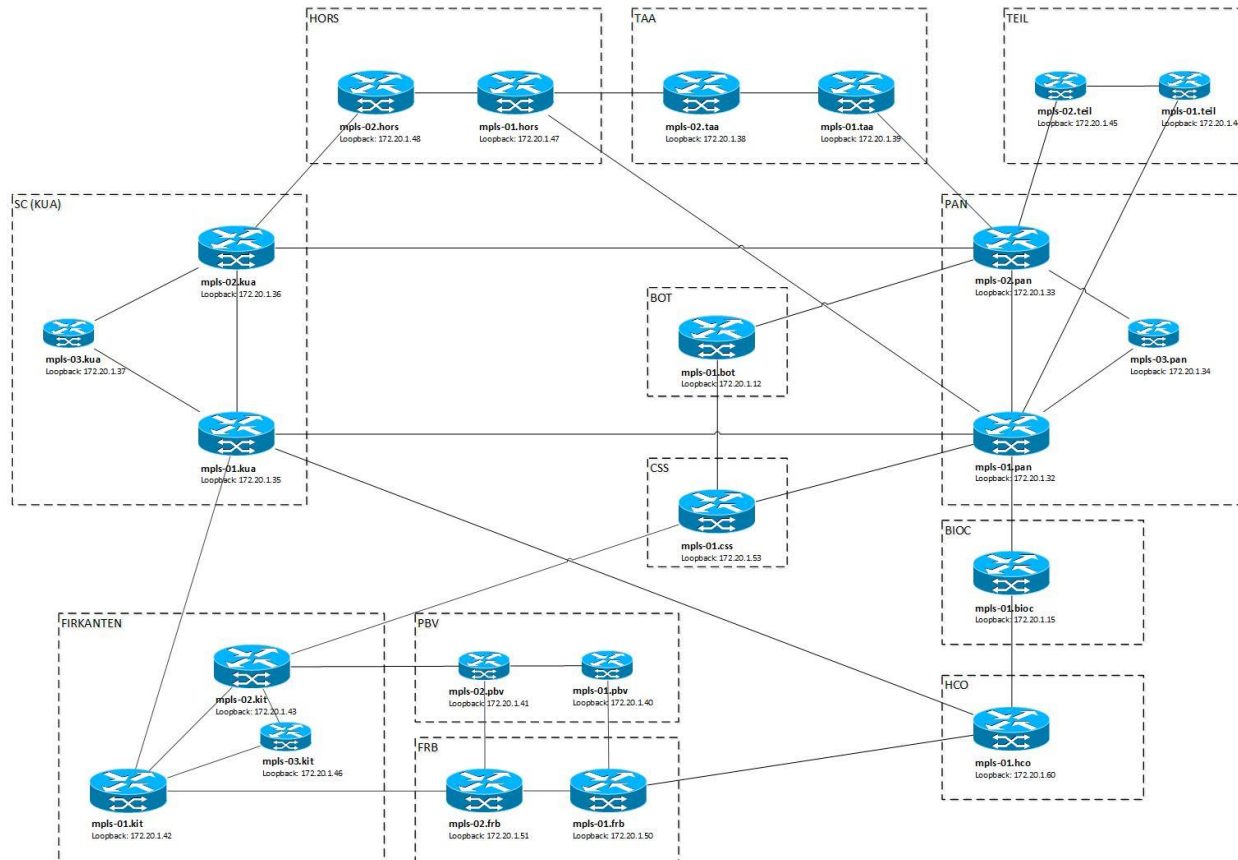 HORS
TAA
TEIL
mpls-02.hors
Loopback: 172.20.1.48
mpls-01.hors
Loopback: 172.20.1.47
mpls-02.taa
Loopback: 172.20.1.38
mpls-01.taa
Loopback: 172.20.1.39
mpls-02.teil
Loopback: 172.20.1.45
mpls-01.teil
Loopback:
SC (KUA)
PAN
mpls-02.kua
Loopback: 172.20.1.36
mpls-02.pan
Loopback: 172.20.1.33
BOT
mpls-03.kua
Loopback: 172.20.1.37
mpls-01.bot
Loopback: 172.20.1.12
mpls-03.pan
Loopback: 172.20.1.34
mpls-01.kua
Loopback: 172.20.1.35
mpls-01.pan
Loopback: 172.20.1.32
CSS
mpls-01.css
Loopback: 172.20.1.53
BIOC
mpls-01.bioc
Loopback: 172.20.1.15
FIRKANTEN
PBV
mpls-02.kit
Loopback: 172.20.1.43
mpls-02.pbv
Loopback: 172.20.1.41
mpls-01.pbv
Loopback: 172.20.1.40
HCO
mpls-03.kit
Loopback: 172.20.1.46
FRB
mpls-01.hco
Loopback: 172.20.1.60
mpls-01.kit
Loopback: 172.20.1.42
mpls-02.frb
Loopback: 172.20.1.51
mpls-01.frb
Loopback: 172.20.1.50